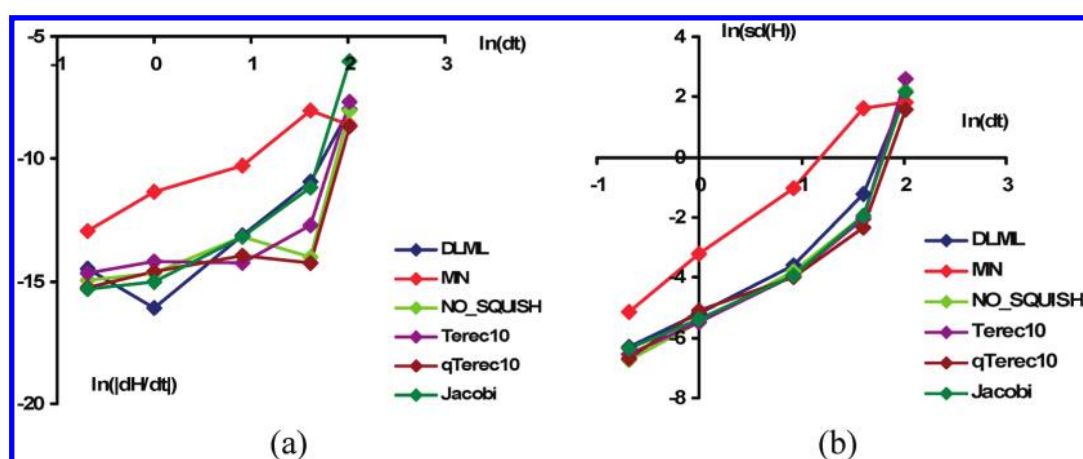 -5
ln(dt)
-1 0 1 2 3
-10
-15
-20
ln(|dH/dt|)
DLML
MN
NO_SQUISH
Terec10
qTerec10
Jacobi
(a)
ln(sd(H))
4
2
0
-2
-4
-6
-8
ln(dt)
-1 0 1 2 3
DLML
MN
NO_SQUISH
Terec10
qTerec10
Jacobi
(b)